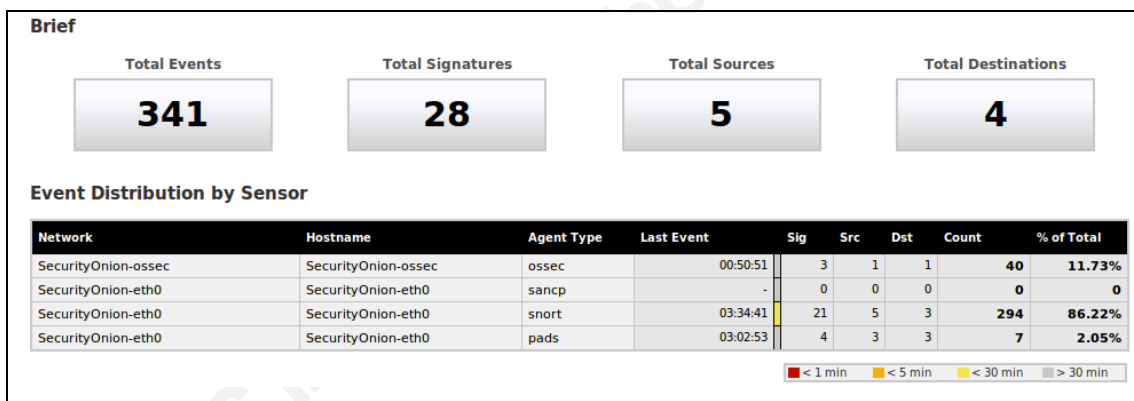 Brief
Total Events Total Signatures Total Sources Total Destinations
341 28 5 4
Event Distribution by Sensor
Network Hostname Agent Type Last Event Sig Src Dst Count % of Total
SecurityOnion-ossec SecurityOnion-ossec ossec 00:50:51 3 1 1 40 11.73%
SecurityOnion-eth0 SecurityOnion-eth0 sancp - 0 0 0 0 0
SecurityOnion-eth0 SecurityOnion-eth0 snort 03:34:41 21 5 3 294 86.22%
SecurityOnion-eth0 SecurityOnion-eth0 pads 03:02:53 4 3 3 7 2.05%
< 1 min < 5 min < 30 min > 30 min